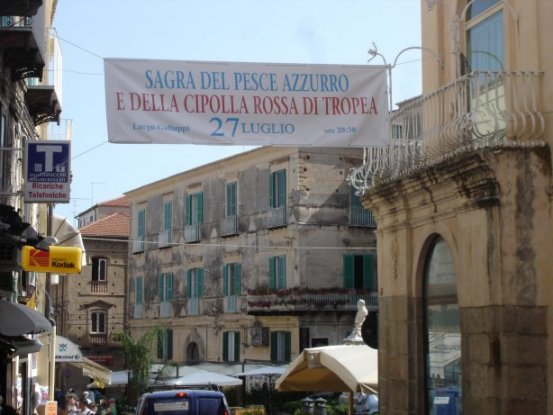 SAGRA DEL PESCE AZZURRO
E DELLA CIPOLLA ROSSA DI TROPEA
Largo Galluppi 27 LUGLIO ore 20:30
T
TABACCHI
Ricariche
Telefoniche
Kodak